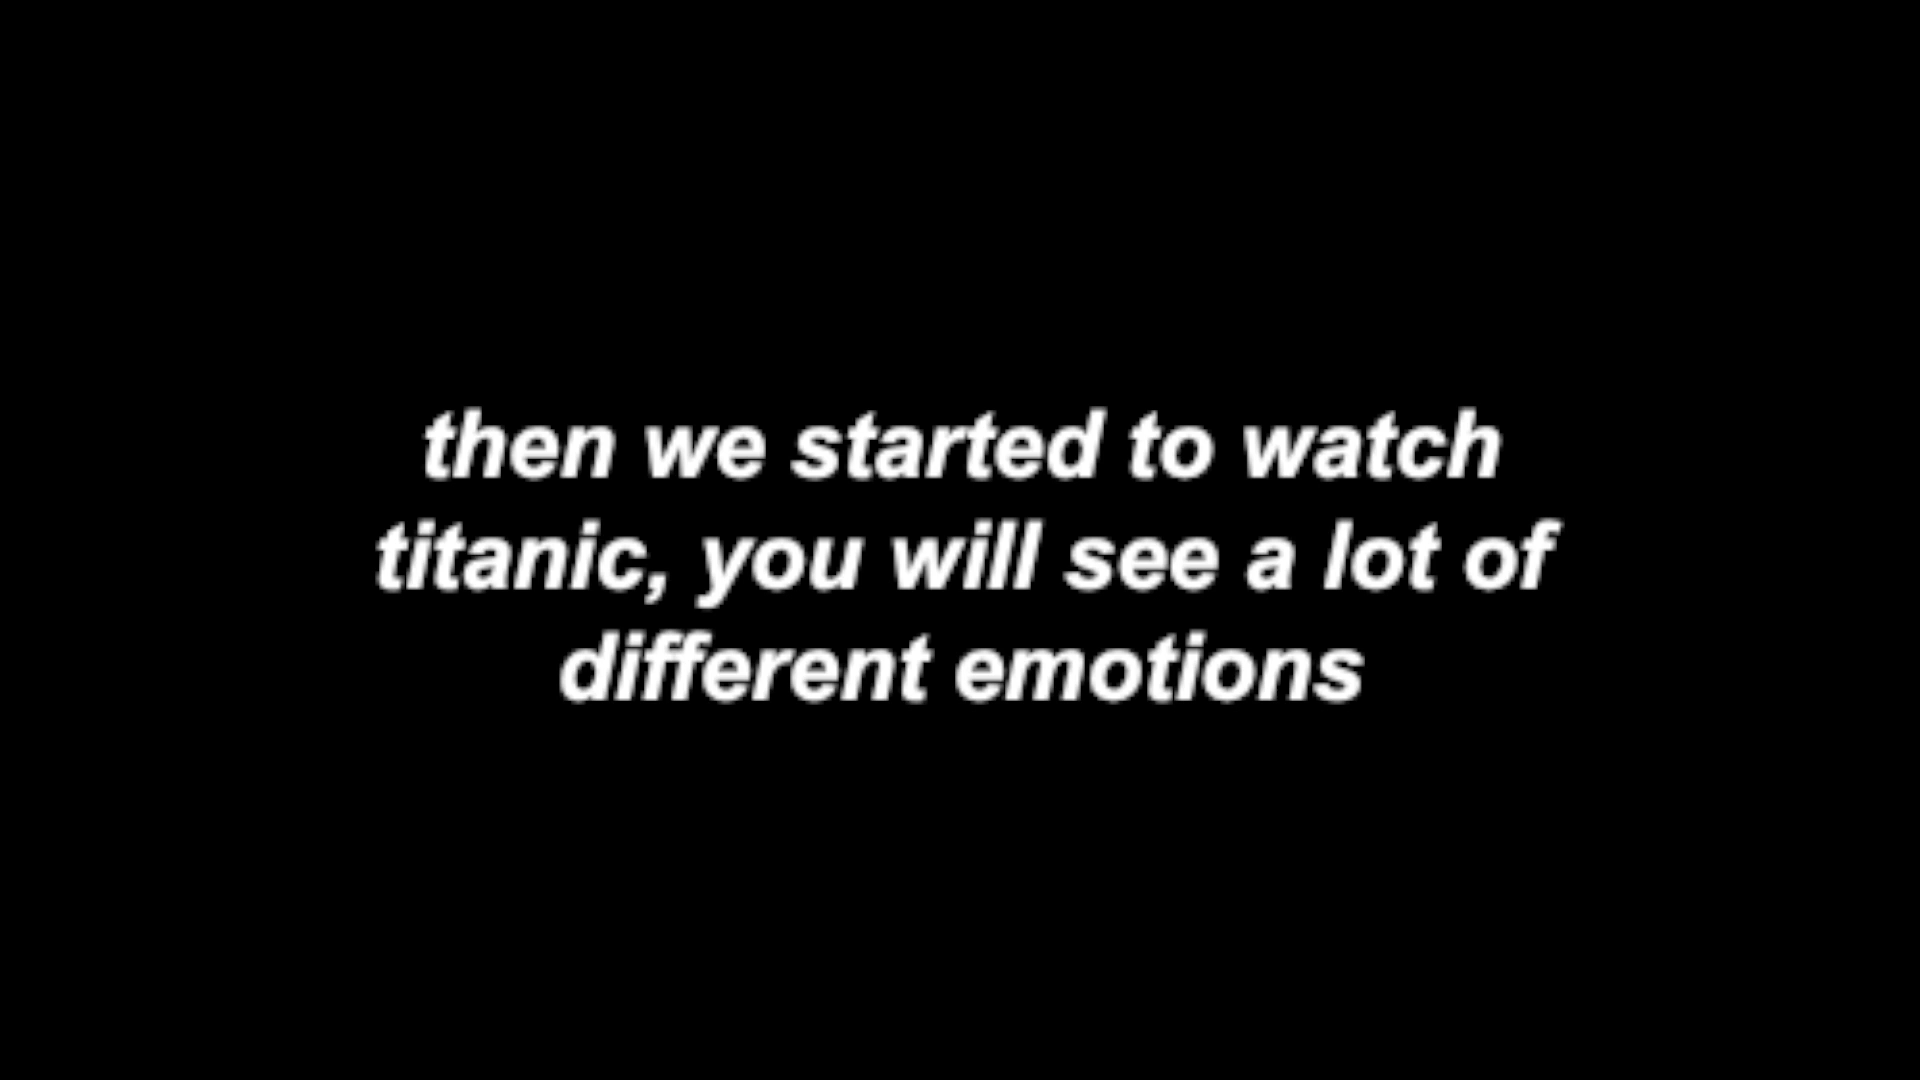 then we started to watch
titanic, you will see a lot of
different emotions